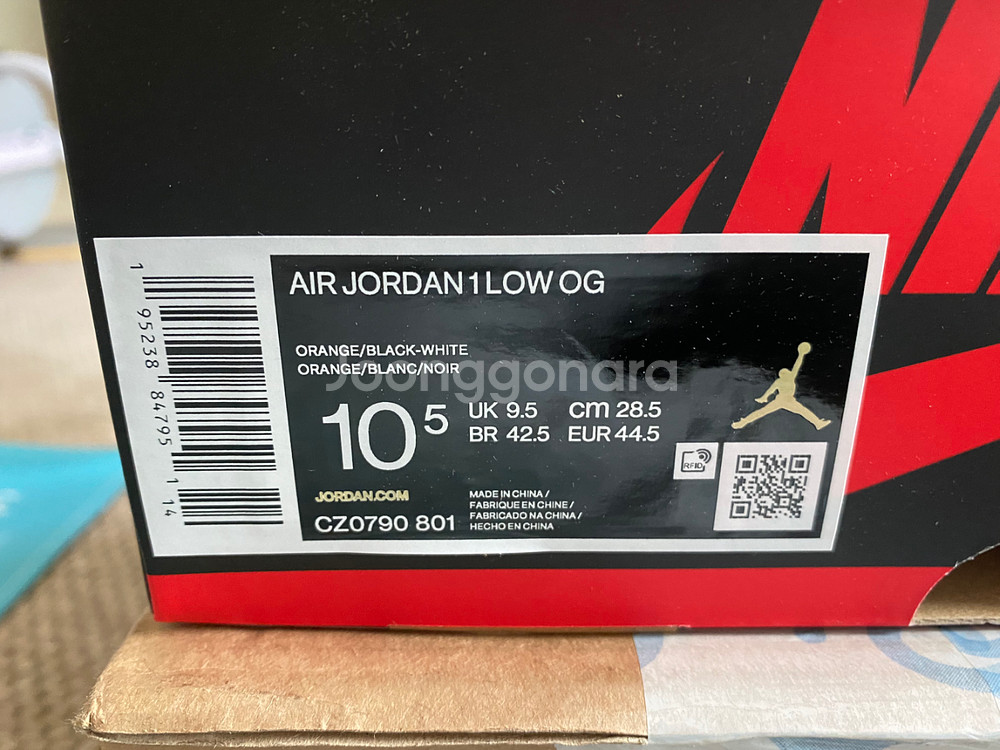 AIR JORDAN 1 LOW OG
ORANGE/BLACK-WHITE
ORANGE/BLANC/NOIR
Joonggonara
105
UK 9.5 cm 28.5
BR 42.5 EUR 44.5
RFID
JORDAN.COM
CZ0790 801
MADE IN CHINA /
FABRIQUE EN CHINE /
FABRICADO NA CHINA /
HECHO EN CHINA
1 95238 84795 1 14